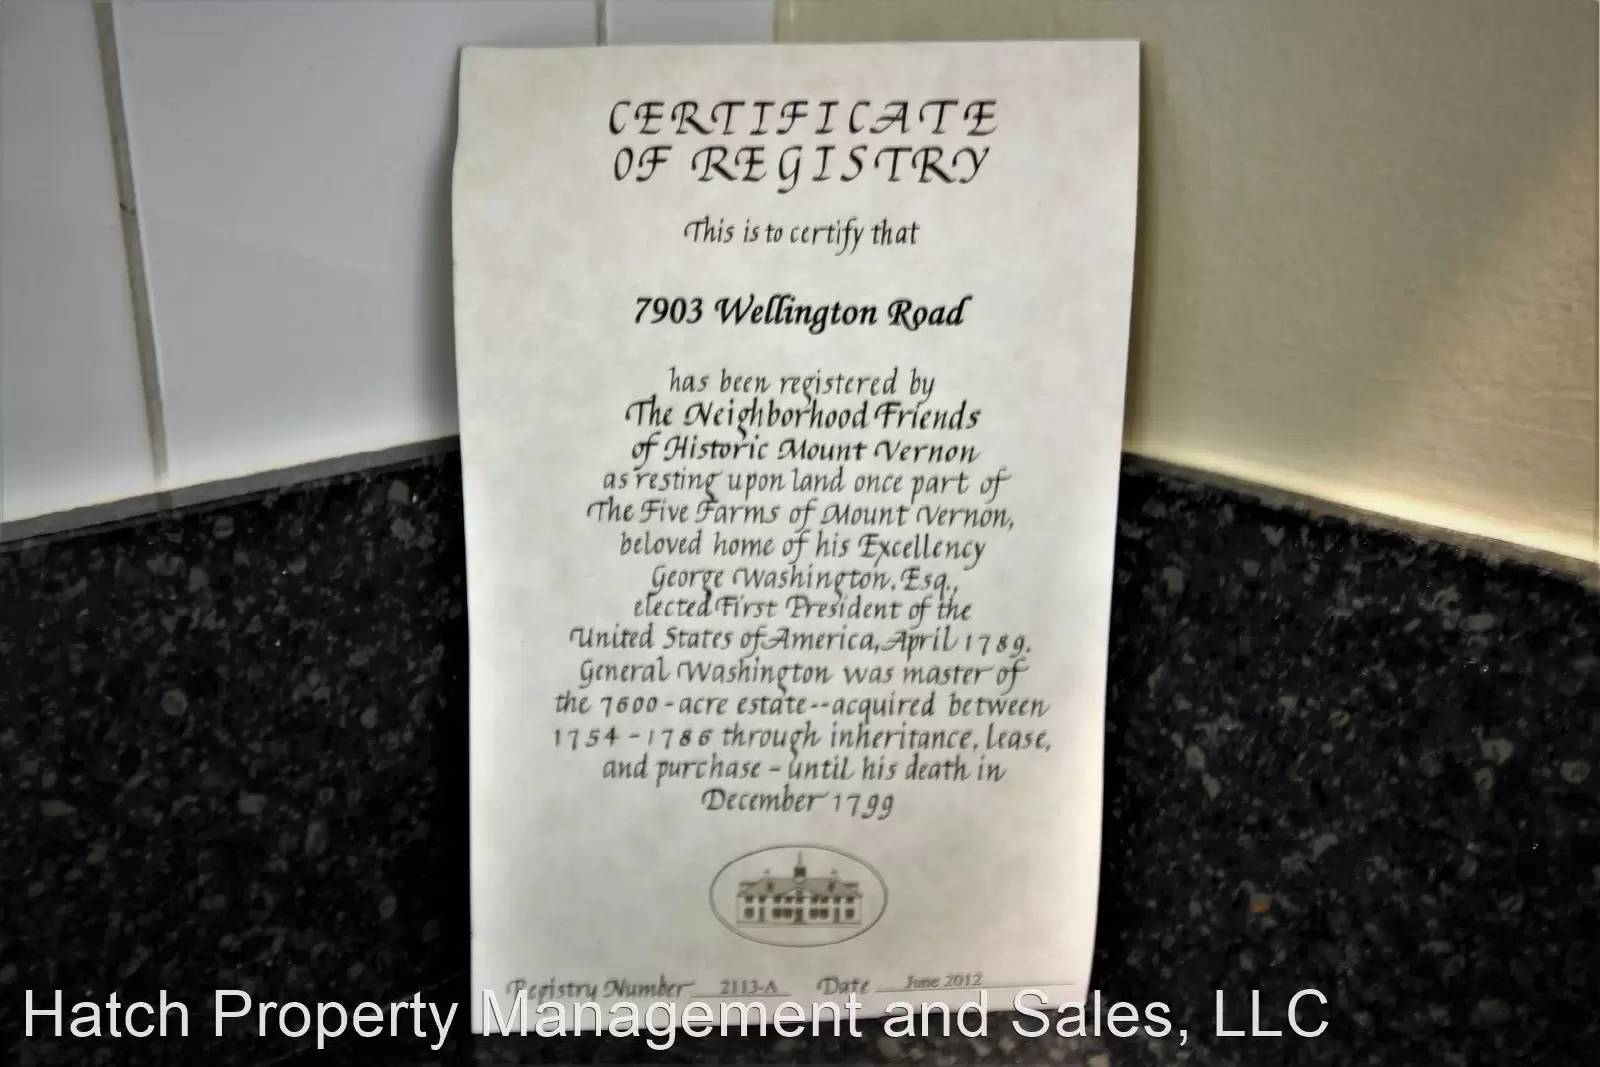 CERTIFICATE
OF REGISTRY
This is to certify that
7903 Wellington Road
has been registered by
The Neighborhood Friends
of Historic Mount Vernon
as resting upon land once part of
The Five Farms of Mount Vernon,
beloved home of his Excellency
George Washington, Esq.,
elected First President of the
United States of America, April 1789.
General Washington was master of
the 7600-acre estate--acquired between
1754-1786 through inheritance, lease,
and purchase - until his death in
December 1799
Registry Number 2113-A Date June 2012
Hatch Property Management and Sales, LLC